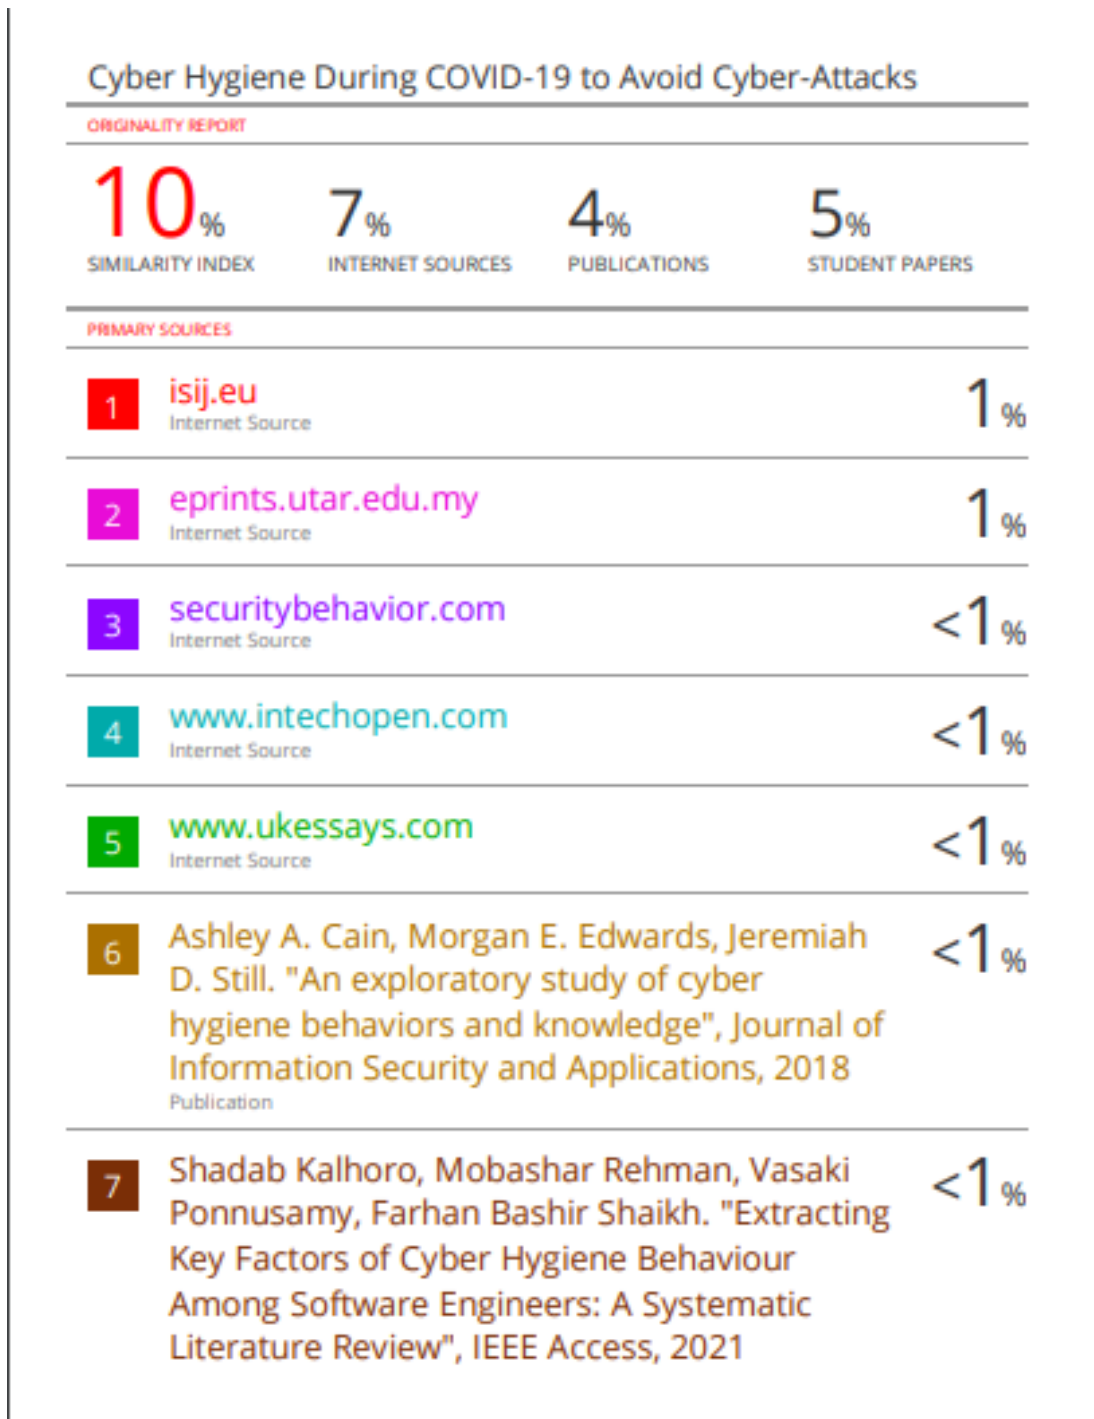 Cyber Hygiene During COVID-19 to Avoid Cyber-Attacks
ORIGINALITY REPORT
10% 7% 4% 5%
SIMILARITY INDEX INTERNET SOURCES PUBLICATIONS STUDENT PAPERS
PRIMARY SOURCES
1 isij.eu 1%
Internet Source
2 eprints.utar.edu.my 1%
Internet Source
3 securitybehavior.com <1%
Internet Source
4 www.intechopen.com <1%
Internet Source
5 www.ukessays.com <1%
Internet Source
6 Ashley A. Cain, Morgan E. Edwards, Jeremiah <1%
D. Still. "An exploratory study of cyber
hygiene behaviors and knowledge", Journal of
Information Security and Applications, 2018
Publication
7 Shadab Kalhoro, Mobashar Rehman, Vasaki <1%
Ponnusamy, Farhan Bashir Shaikh. "Extracting
Key Factors of Cyber Hygiene Behaviour
Among Software Engineers: A Systematic
Literature Review", IEEE Access, 2021